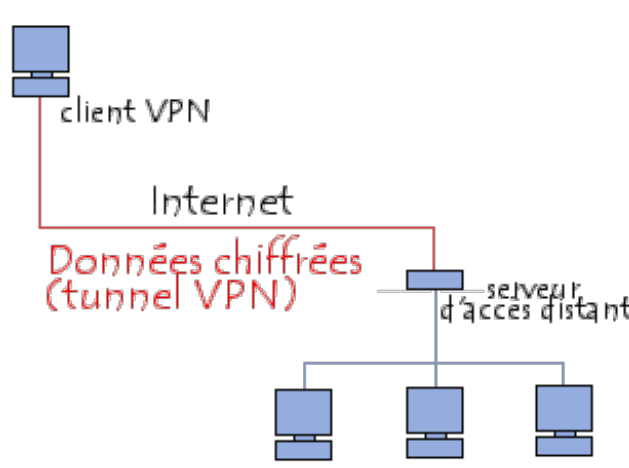 client VPN
Internet
Données chiffrées
(tunnel VPN)
serveur
d'accès distant